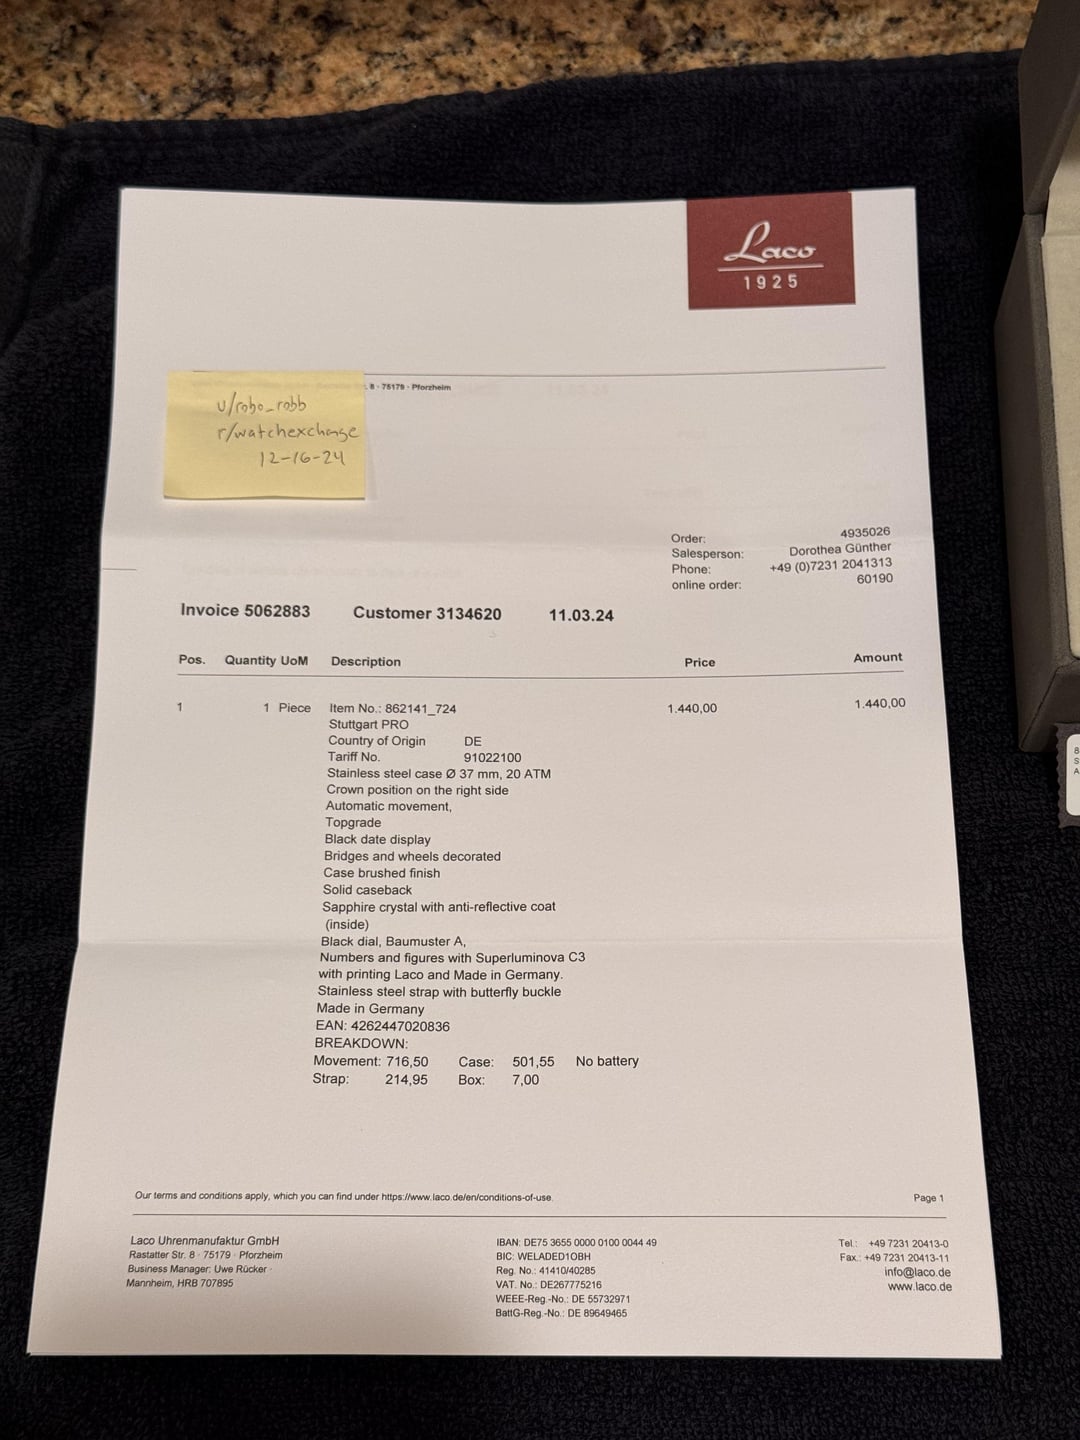 Laco
1925
. 8 · 75179 · Pforzheim
u/robo_robb
r/watchexchange
12-16-24
Order: 4935026
Salesperson: Dorothea Günther
Phone: +49 (0)7231 2041313
online order: 60190
Invoice 5062883 Customer 3134620 11.03.24
Pos. Quantity UoM Description Price Amount
1 1 Piece Item No.: 862141_724 1.440,00 1.440,00
Stuttgart PRO
Country of Origin DE
Tariff No. 91022100
Stainless steel case Ø 37 mm, 20 ATM
Crown position on the right side
Automatic movement,
Topgrade
Black date display
Bridges and wheels decorated
Case brushed finish
Solid caseback
Sapphire crystal with anti-reflective coat
(inside)
Black dial, Baumuster A,
Numbers and figures with Superluminova C3
with printing Laco and Made in Germany.
Stainless steel strap with butterfly buckle
Made in Germany
EAN: 4262447020836
BREAKDOWN:
Movement: 716,50 Case: 501,55 No battery
Strap: 214,95 Box: 7,00
Our terms and conditions apply, which you can find under https://www.laco.de/en/conditions-of-use. Page 1
Laco Uhrenmanufaktur GmbH
Rastatter Str. 8 · 75179 · Pforzheim
Business Manager: Uwe Rücker ·
Mannheim, HRB 707895
IBAN: DE75 3655 0000 0100 0044 49
BIC: WELADED1OBH
Reg. No.: 41410/40285
VAT. No.: DE267775216
WEEE-Reg.-No.: DE 55732971
BattG-Reg.-No.: DE 89649465
Tel.: +49 7231 20413-0
Fax.: +49 7231 20413-11
info@laco.de
www.laco.de
8
S
A